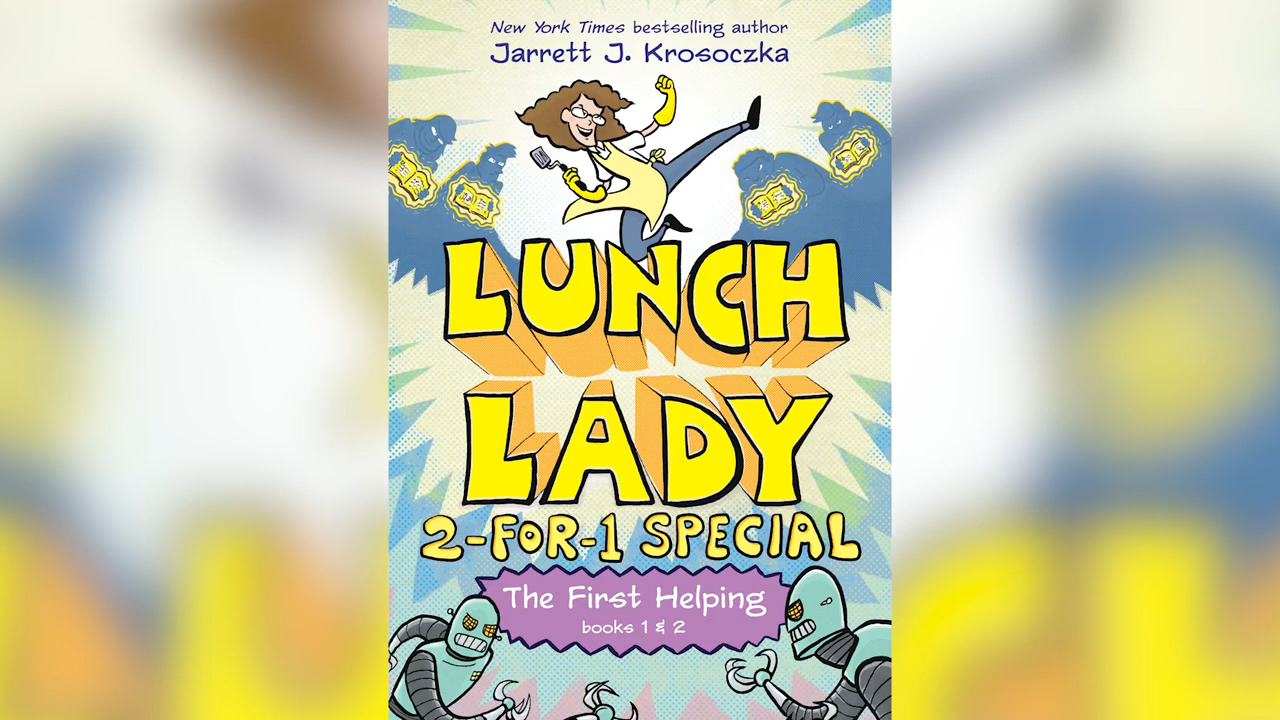 New York Times bestselling author
Jarrett J. Krosoczka
LUNCH
LADY
2-FOR-1 SPECIAL
The First Helping
books 1 & 2